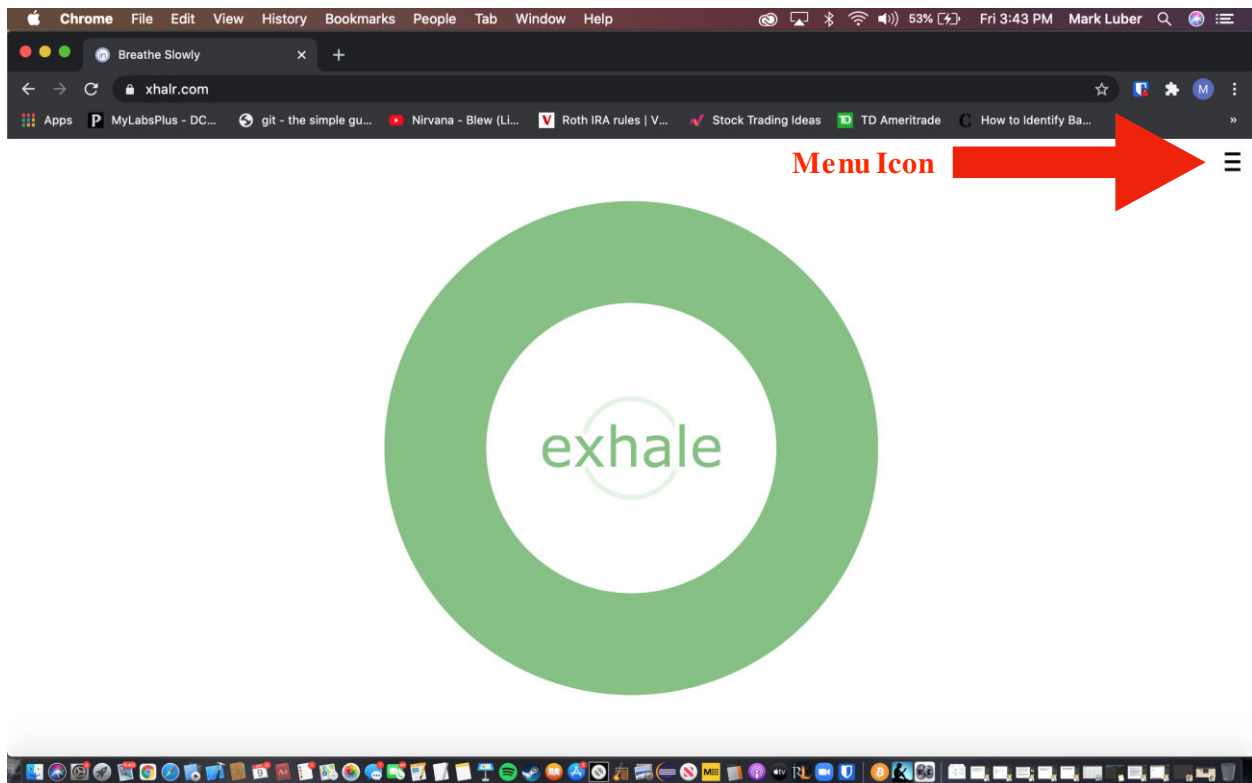 Chrome File Edit View History Bookmarks People Tab Window Help 53% Fri 3:43 PM Mark Luber
Breathe Slowly
xhalr.com
M
Apps MyLabsPlus - DC... git - the simple gu... Nirvana - Blew (Li... Roth IRA rules | V... Stock Trading Ideas TD Ameritrade How to Identify Ba... »
Menu Icon
exhale